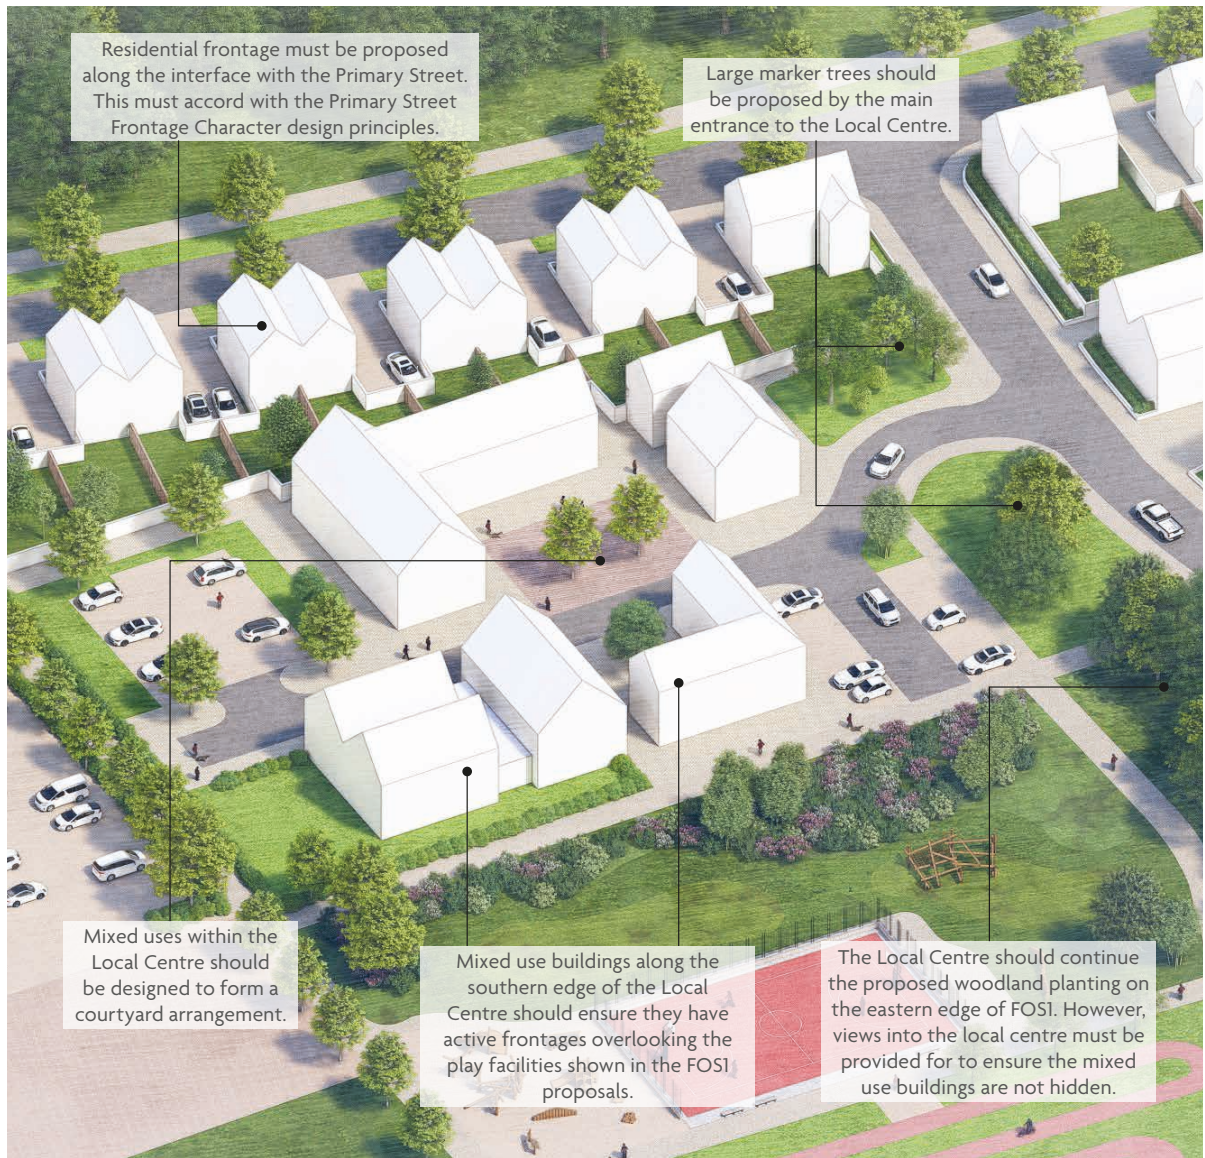 Residential frontage must be proposed
along the interface with the Primary Street.
This must accord with the Primary Street
Frontage Character design principles.
Large marker trees should
be proposed by the main
entrance to the Local Centre.
Mixed uses within the
Local Centre should
be designed to form a
courtyard arrangement.
Mixed use buildings along the
southern edge of the Local
Centre should ensure they have
active frontages overlooking the
play facilities shown in the FOS1
proposals.
The Local Centre should continue
the proposed woodland planting on
the eastern edge of FOS1. However,
views into the local centre must be
provided for to ensure the mixed
use buildings are not hidden.